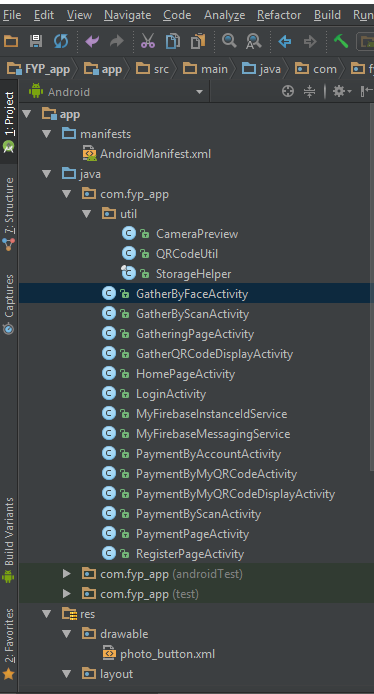 File Edit View Navigate Code Analyze Refactor Build Run
FYP_app app src main java com
Android
1: Project
7: Structure
Captures
Build Variants
2: Favorites
app
manifests
AndroidManifest.xml
java
com.fyp_app
util
CameraPreview
QRCodeUtil
StorageHelper
GatherByFaceActivity
GatherByScanActivity
GatheringPageActivity
GatherQRCodeDisplayActivity
HomePageActivity
LoginActivity
MyFirebaseInstanceIdService
MyFirebaseMessagingService
PaymentByAccountActivity
PaymentByMyQRCodeActivity
PaymentByMyQRCodeDisplayActivity
PaymentByScanActivity
PaymentPageActivity
RegisterPageActivity
com.fyp_app (androidTest)
com.fyp_app (test)
res
drawable
photo_button.xml
layout